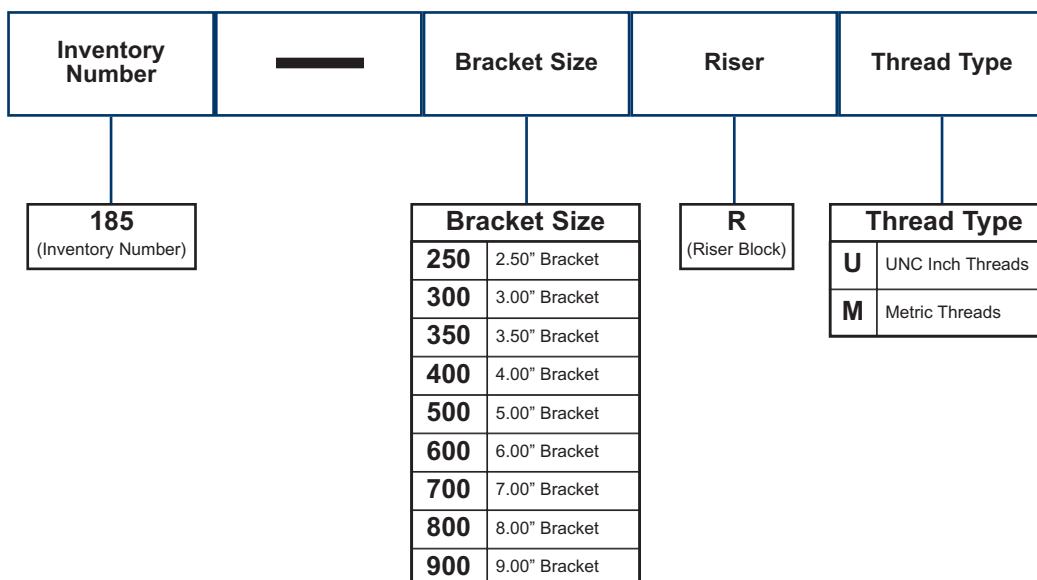 Inventory
Number
Bracket Size
Riser
Thread Type
185
(Inventory Number)
Bracket Size
250 2.50” Bracket
300 3.00” Bracket
350 3.50” Bracket
400 4.00” Bracket
500 5.00” Bracket
600 6.00” Bracket
700 7.00” Bracket
800 8.00” Bracket
900 9.00” Bracket
R
(Riser Block)
Thread Type
U UNC Inch Threads
M Metric Threads